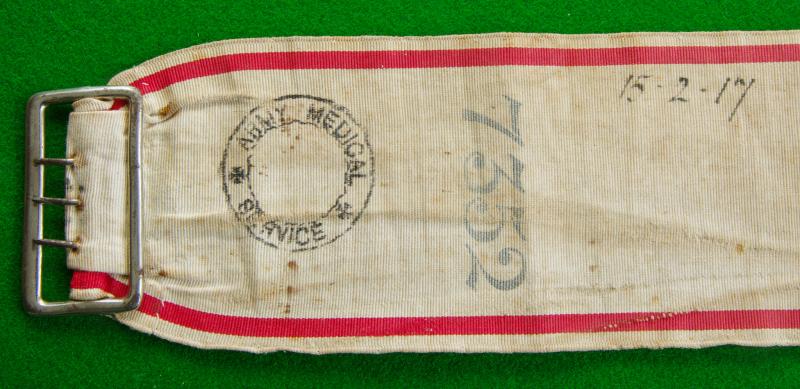 ARMY MEDICAL
SERVICE
7352
15-2-17